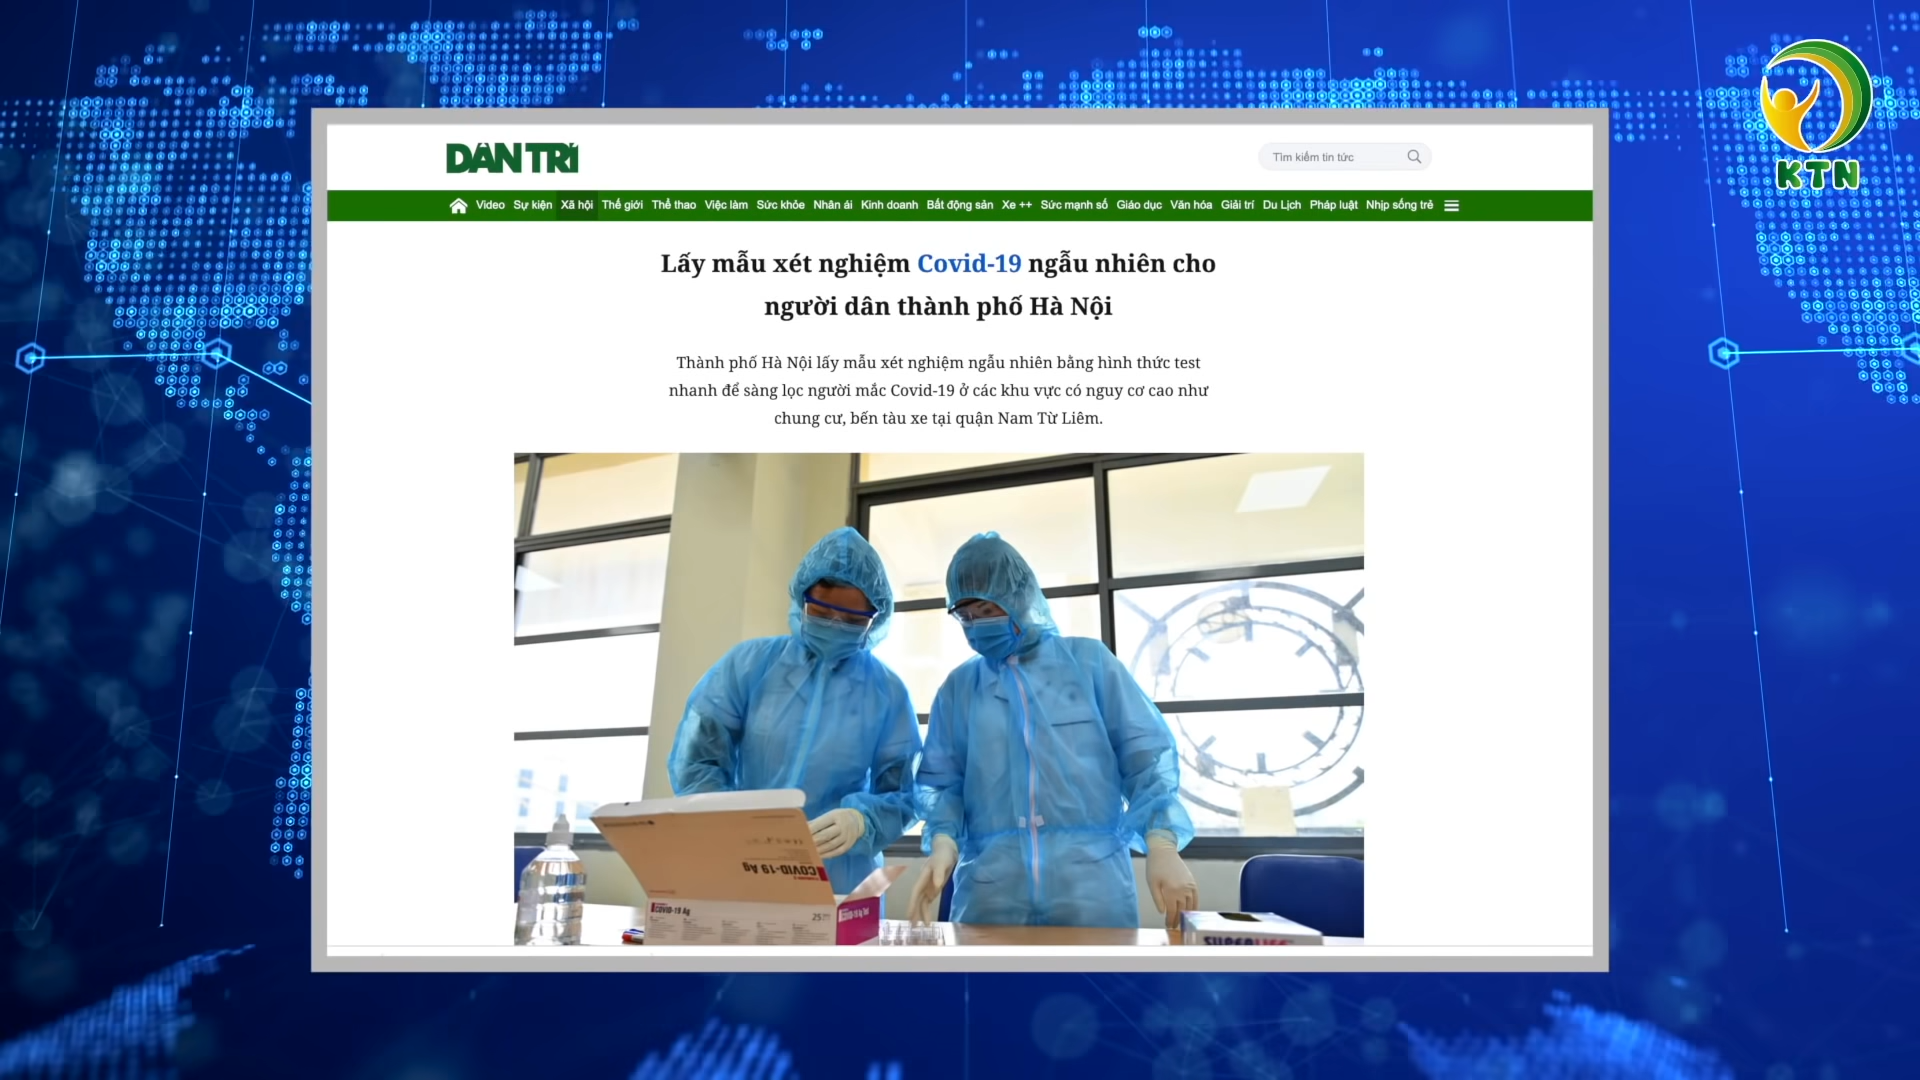 KTN
DÂN TRÍ
Tìm kiếm tin tức
Video Sự kiện Xã hội Thế giới Thể thao Việc làm Sức khỏe Nhân ái Kinh doanh Bất động sản Xe ++ Sức mạnh số Giáo dục Văn hóa Giải trí Du Lịch Pháp luật Nhịp sống trẻ
Lấy mẫu xét nghiệm Covid-19 ngẫu nhiên cho
người dân thành phố Hà Nội
Thành phố Hà Nội lấy mẫu xét nghiệm ngẫu nhiên bằng hình thức test
nhanh để sàng lọc người mắc Covid-19 ở các khu vực có nguy cơ cao như
chung cư, bến tàu xe tại quận Nam Từ Liêm.
COVID-19 Ag
COVID-19 Ag
25